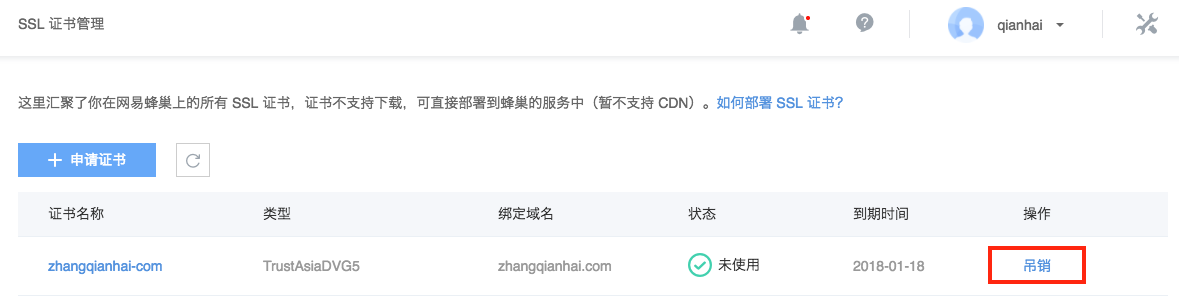 SSL 证书管理
qianhai
这里汇聚了你在网易蜂巢上的所有 SSL 证书，证书不支持下载，可直接部署到蜂巢的服务中（暂不支持 CDN）。如何部署 SSL 证书?
申请证书
证书名称 类型 绑定域名 状态 到期时间 操作
zhangqianhai-com TrustAsiaDVG5 zhangqianhai.com 未使用 2018-01-18 吊销